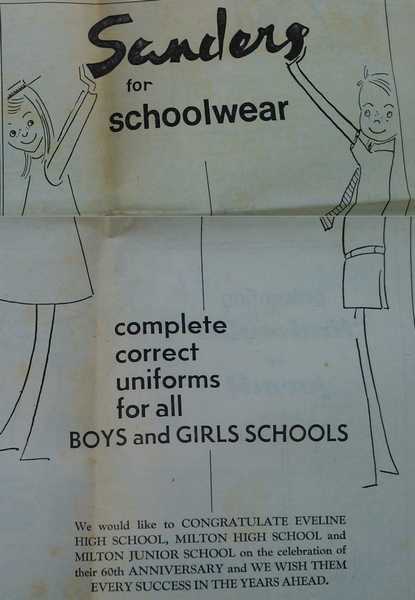 Sanders
for
schoolwear
complete
correct
uniforms
for all
BOYS and GIRLS SCHOOLS
We would like to CONGRATULATE EVELINE
HIGH SCHOOL, MILTON HIGH SCHOOL and
MILTON JUNIOR SCHOOL on the celebration of
their 60th ANNIVERSARY and WE WISH THEM
EVERY SUCCESS IN THE YEARS AHEAD.